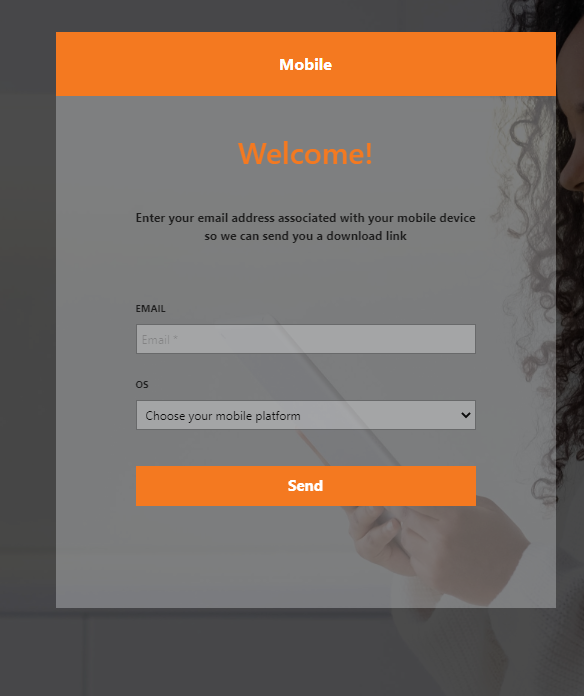 Mobile
Welcome!
Enter your email address associated with your mobile device
so we can send you a download link
EMAIL
Email *
OS
Choose your mobile platform
Send